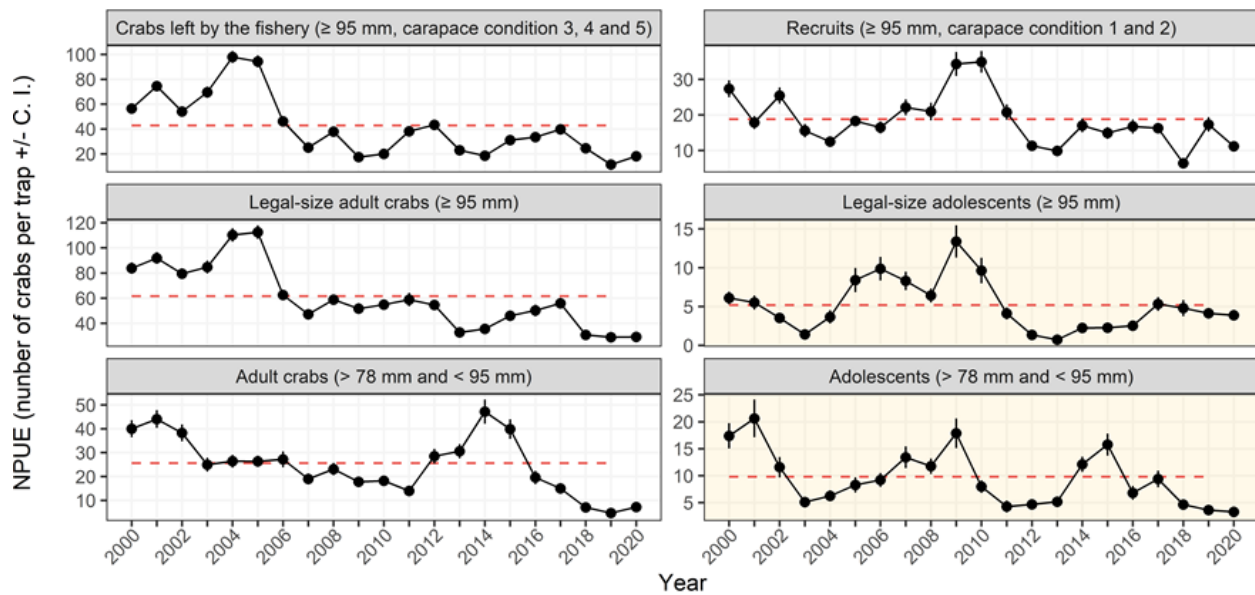 NPUE (nunber of crabs per trap +/- C. I.)
Crabs left by the fishery (≥ 95 mm, carapace condition 3, 4 and 5)
100
80
60
40
20
Recruits (≥ 95 mm, carapace condition 1 and 2)
30
20
10
Legal-size adult crabs (≥ 95 mm)
120
100
80
60
40
Legal-size adolescents (≥ 95 mm)
15
10
5
0
Adult crabs (> 78 mm and < 95 mm)
50
40
30
20
10
2000 2002 2004 2006 2008 2010 2012 2014 2016 2018 2020
Adolescents (> 78 mm and < 95 mm)
25
20
15
10
5
2000 2002 2004 2006 2008 2010 2012 2014 2016 2018 2020
Year